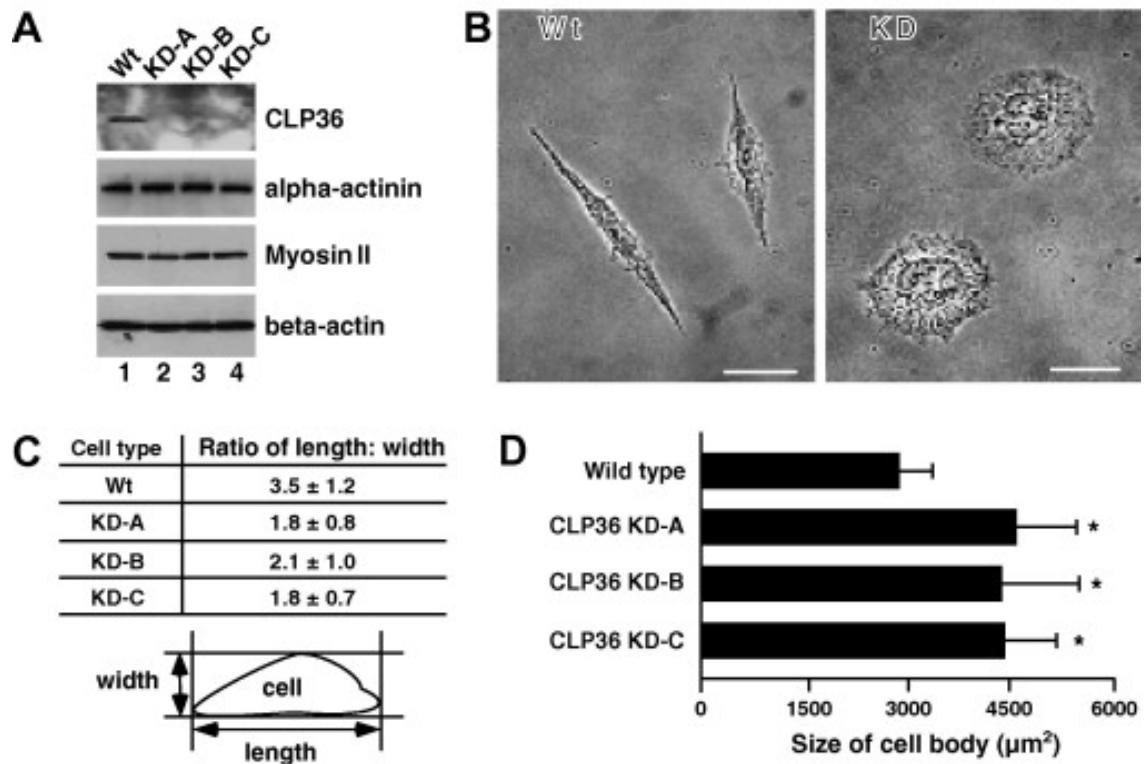 A
Wt KD-A KD-B KD-C
CLP36
alpha-actinin
Myosin II
beta-actin
1 2 3 4
B
Wt
KD
C
Cell type Ratio of length: width
Wt 3.5 ± 1.2
KD-A 1.8 ± 0.8
KD-B 2.1 ± 1.0
KD-C 1.8 ± 0.7
width
cell
length
D
Wild type
CLP36 KD-A *
CLP36 KD-B *
CLP36 KD-C *
0 1500 3000 4500 6000
Size of cell body (μm²)